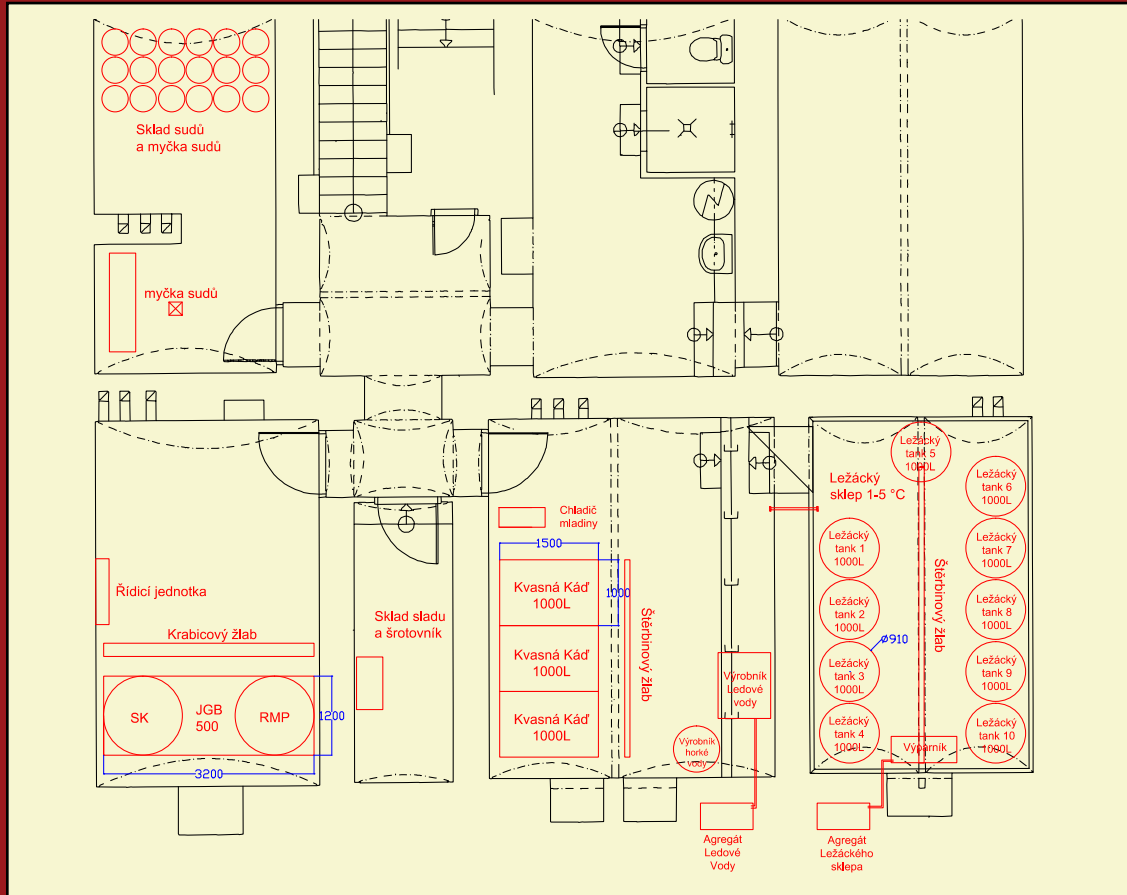 Sklad sudů
a myčka sudů
myčka sudů
Řídicí jednotka
Krabicový žlab
SK
JGB
500
RMP
1200
3200
Sklad sladu
a šrotovník
Chladič
mladiny
1500
1000
Kvasná Káď
1000L
Kvasná Káď
1000L
Kvasná Káď
1000L
Štěrbinový žlab
Výrobník
Ledové
vody
Výrobník
horké
vody
Agregát
Ledové
Vody
Ležácký
sklep 1-5 °C
Ležácký
tank 1
1000L
Ležácký
tank 2
1000L
Ležácký
tank 3
1000L
Ležácký
tank 4
1000L
ø910
Ležácký
tank 5
1000L
Štěrbinový žlab
Ležácký
tank 6
1000L
Ležácký
tank 7
1000L
Ležácký
tank 8
1000L
Ležácký
tank 9
1000L
Ležácký
tank 10
1000L
Výparník
Agregát
Ležáckého
sklepa